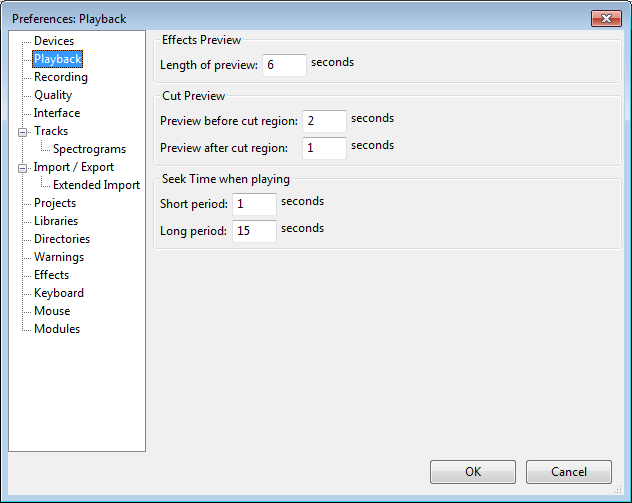 Preferences: Playback
Devices
Playback
Recording
Quality
Interface
Tracks
Spectrograms
Import / Export
Extended Import
Projects
Libraries
Directories
Warnings
Effects
Keyboard
Mouse
Modules
Effects Preview
Length of preview: 6 seconds
Cut Preview
Preview before cut region: 2 seconds
Preview after cut region: 1 seconds
Seek Time when playing
Short period: 1 seconds
Long period: 15 seconds
OK Cancel